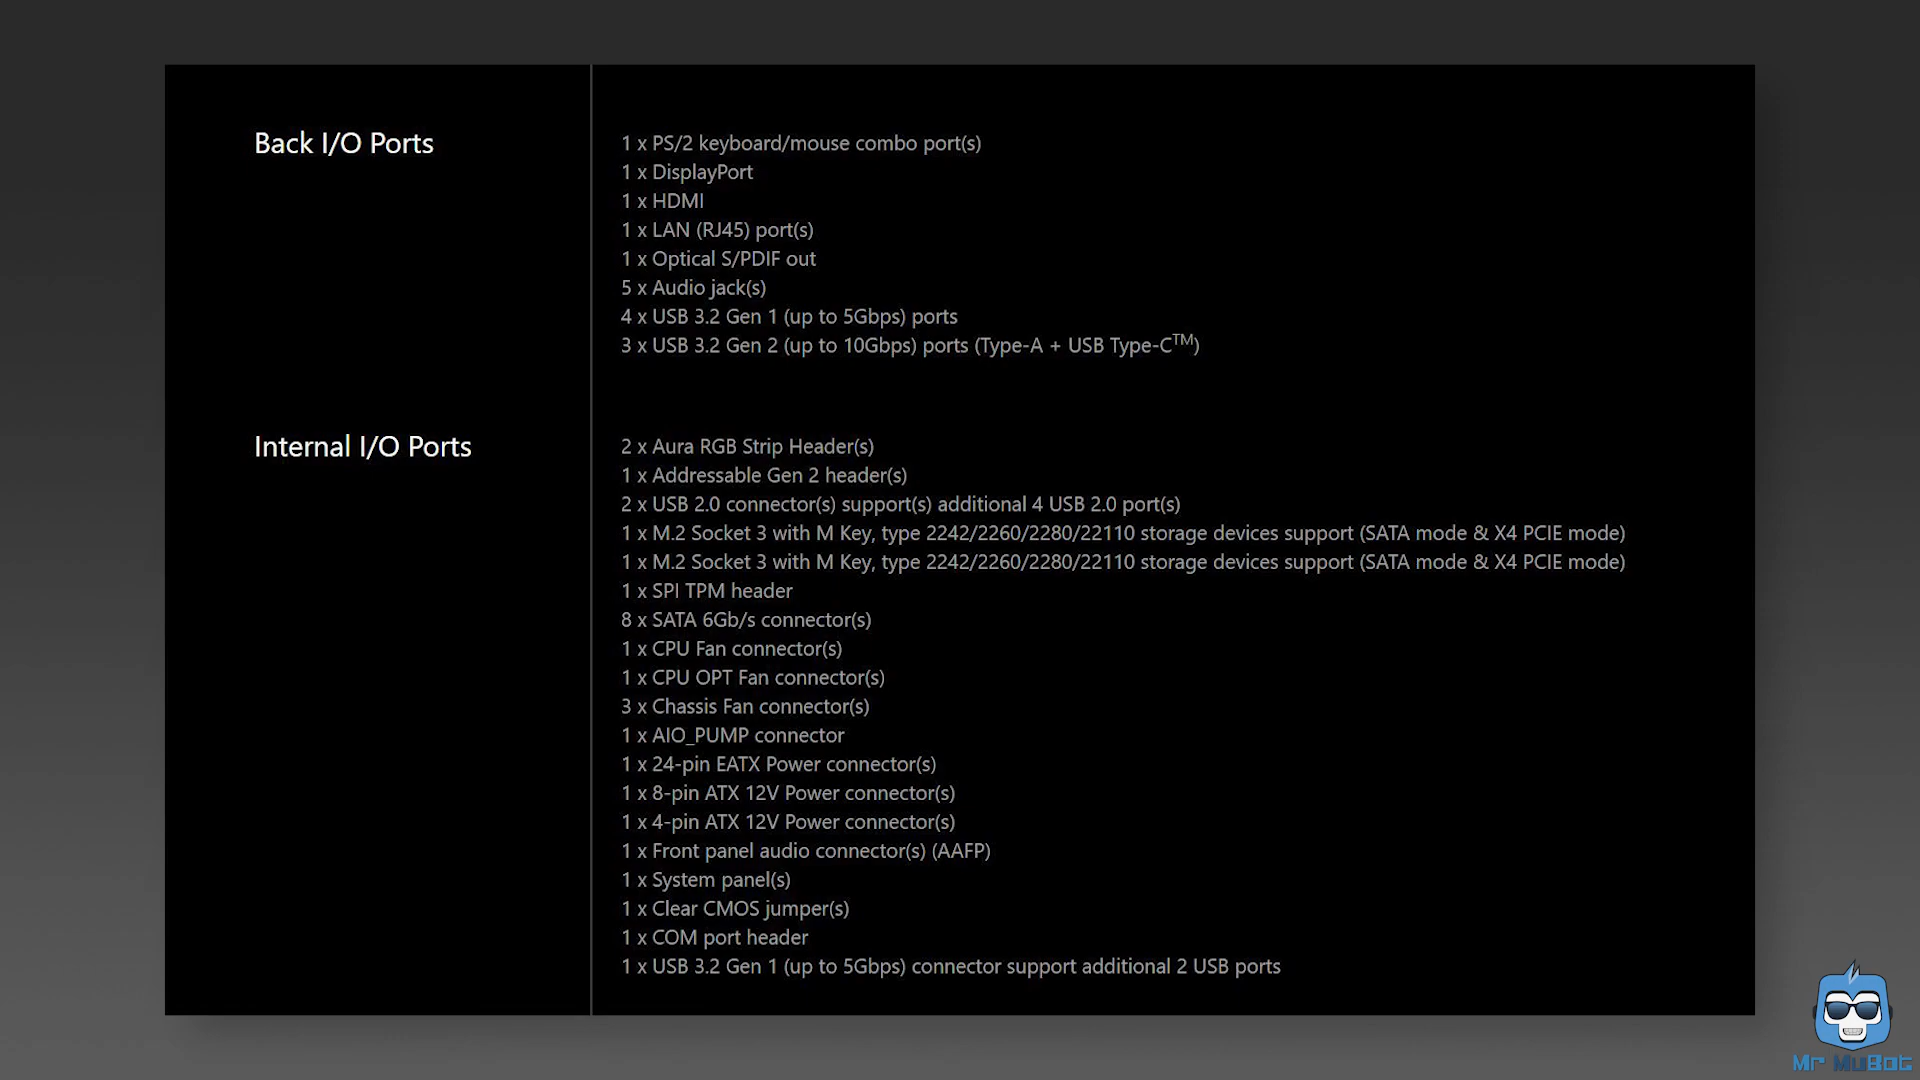 Back I/O Ports
1 x PS/2 keyboard/mouse combo port(s)
1 x DisplayPort
1 x HDMI
1 x LAN (RJ45) port(s)
1 x Optical S/PDIF out
5 x Audio jack(s)
4 x USB 3.2 Gen 1 (up to 5Gbps) ports
3 x USB 3.2 Gen 2 (up to 10Gbps) ports (Type-A + USB Type-C™)
Internal I/O Ports
2 x Aura RGB Strip Header(s)
1 x Addressable Gen 2 header(s)
2 x USB 2.0 connector(s) support(s) additional 4 USB 2.0 port(s)
1 x M.2 Socket 3 with M Key, type 2242/2260/2280/22110 storage devices support (SATA mode & X4 PCIE mode)
1 x M.2 Socket 3 with M Key, type 2242/2260/2280/22110 storage devices support (SATA mode & X4 PCIE mode)
1 x SPI TPM header
8 x SATA 6Gb/s connector(s)
1 x CPU Fan connector(s)
1 x CPU OPT Fan connector(s)
3 x Chassis Fan connector(s)
1 x AIO_PUMP connector
1 x 24-pin EATX Power connector(s)
1 x 8-pin ATX 12V Power connector(s)
1 x 4-pin ATX 12V Power connector(s)
1 x Front panel audio connector(s) (AAFP)
1 x System panel(s)
1 x Clear CMOS jumper(s)
1 x COM port header
1 x USB 3.2 Gen 1 (up to 5Gbps) connector support additional 2 USB ports
Mr MuBot